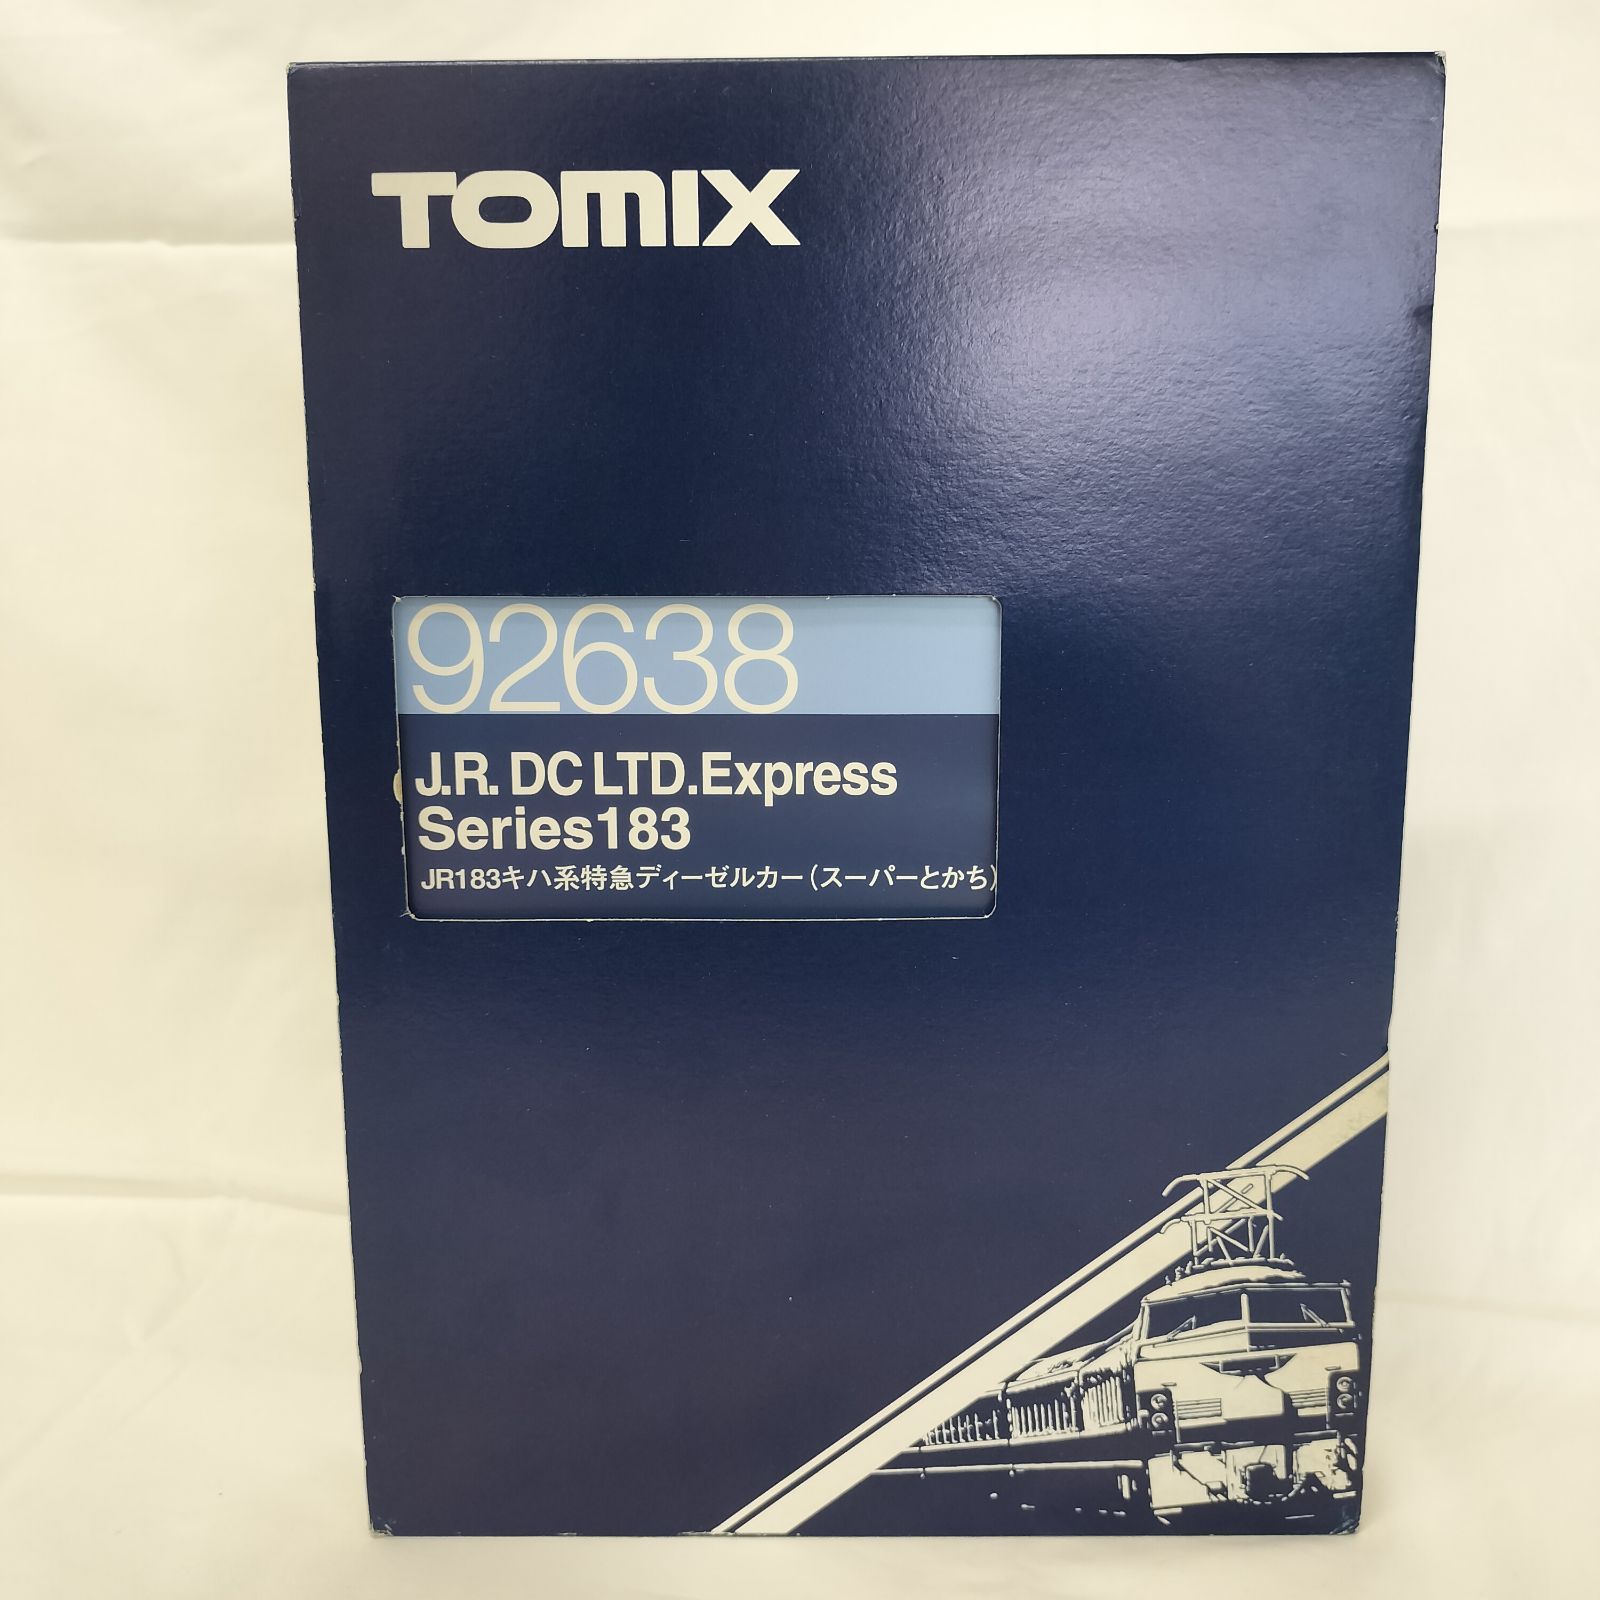 TOMIX
92638
J.R. DC LTD.Express
Series183
JR183キハ系特急ディーゼルカー(スーパーとかち)